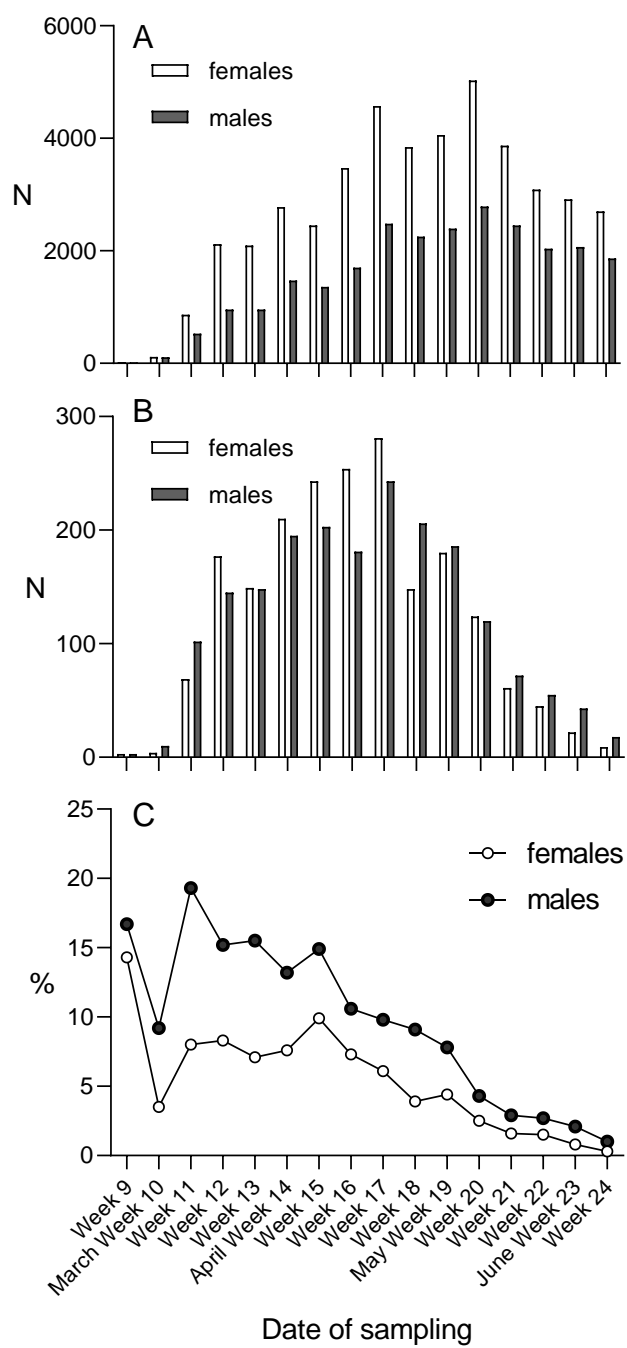 A
6000
females
males
4000
N
2000
0
B
300
females
males
200
N
100
0
C
25
females
20
males
15
%
10
5
0
Week 9
March Week 10
Week 11
Week 12
Week 13
April Week 14
Week 15
Week 16
Week 17
Week 18
May Week 19
Week 20
Week 21
Week 22
June Week 23
Week 24
Date of sampling